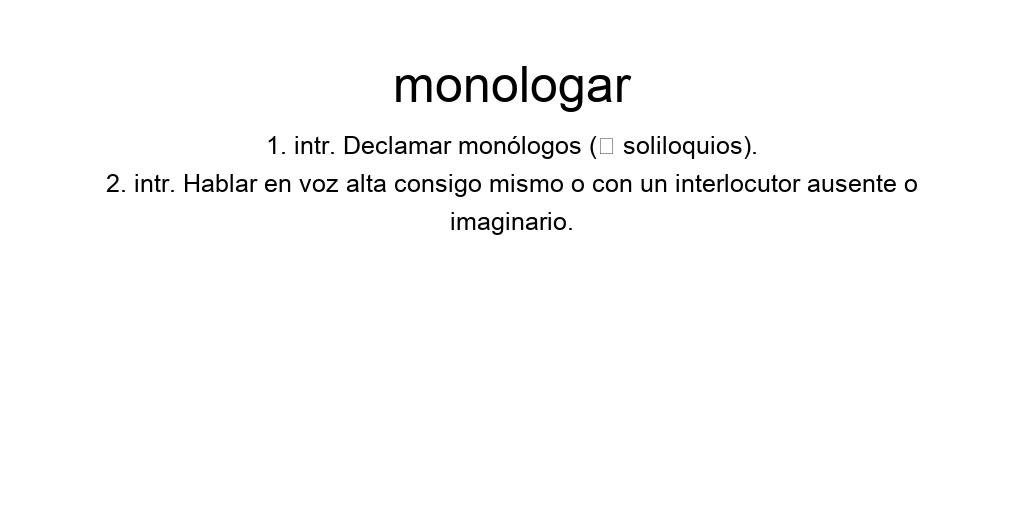 monologar
1. intr. Declamar monólogos (□ soliloquios).
2. intr. Hablar en voz alta consigo mismo o con un interlocutor ausente o
imaginario.